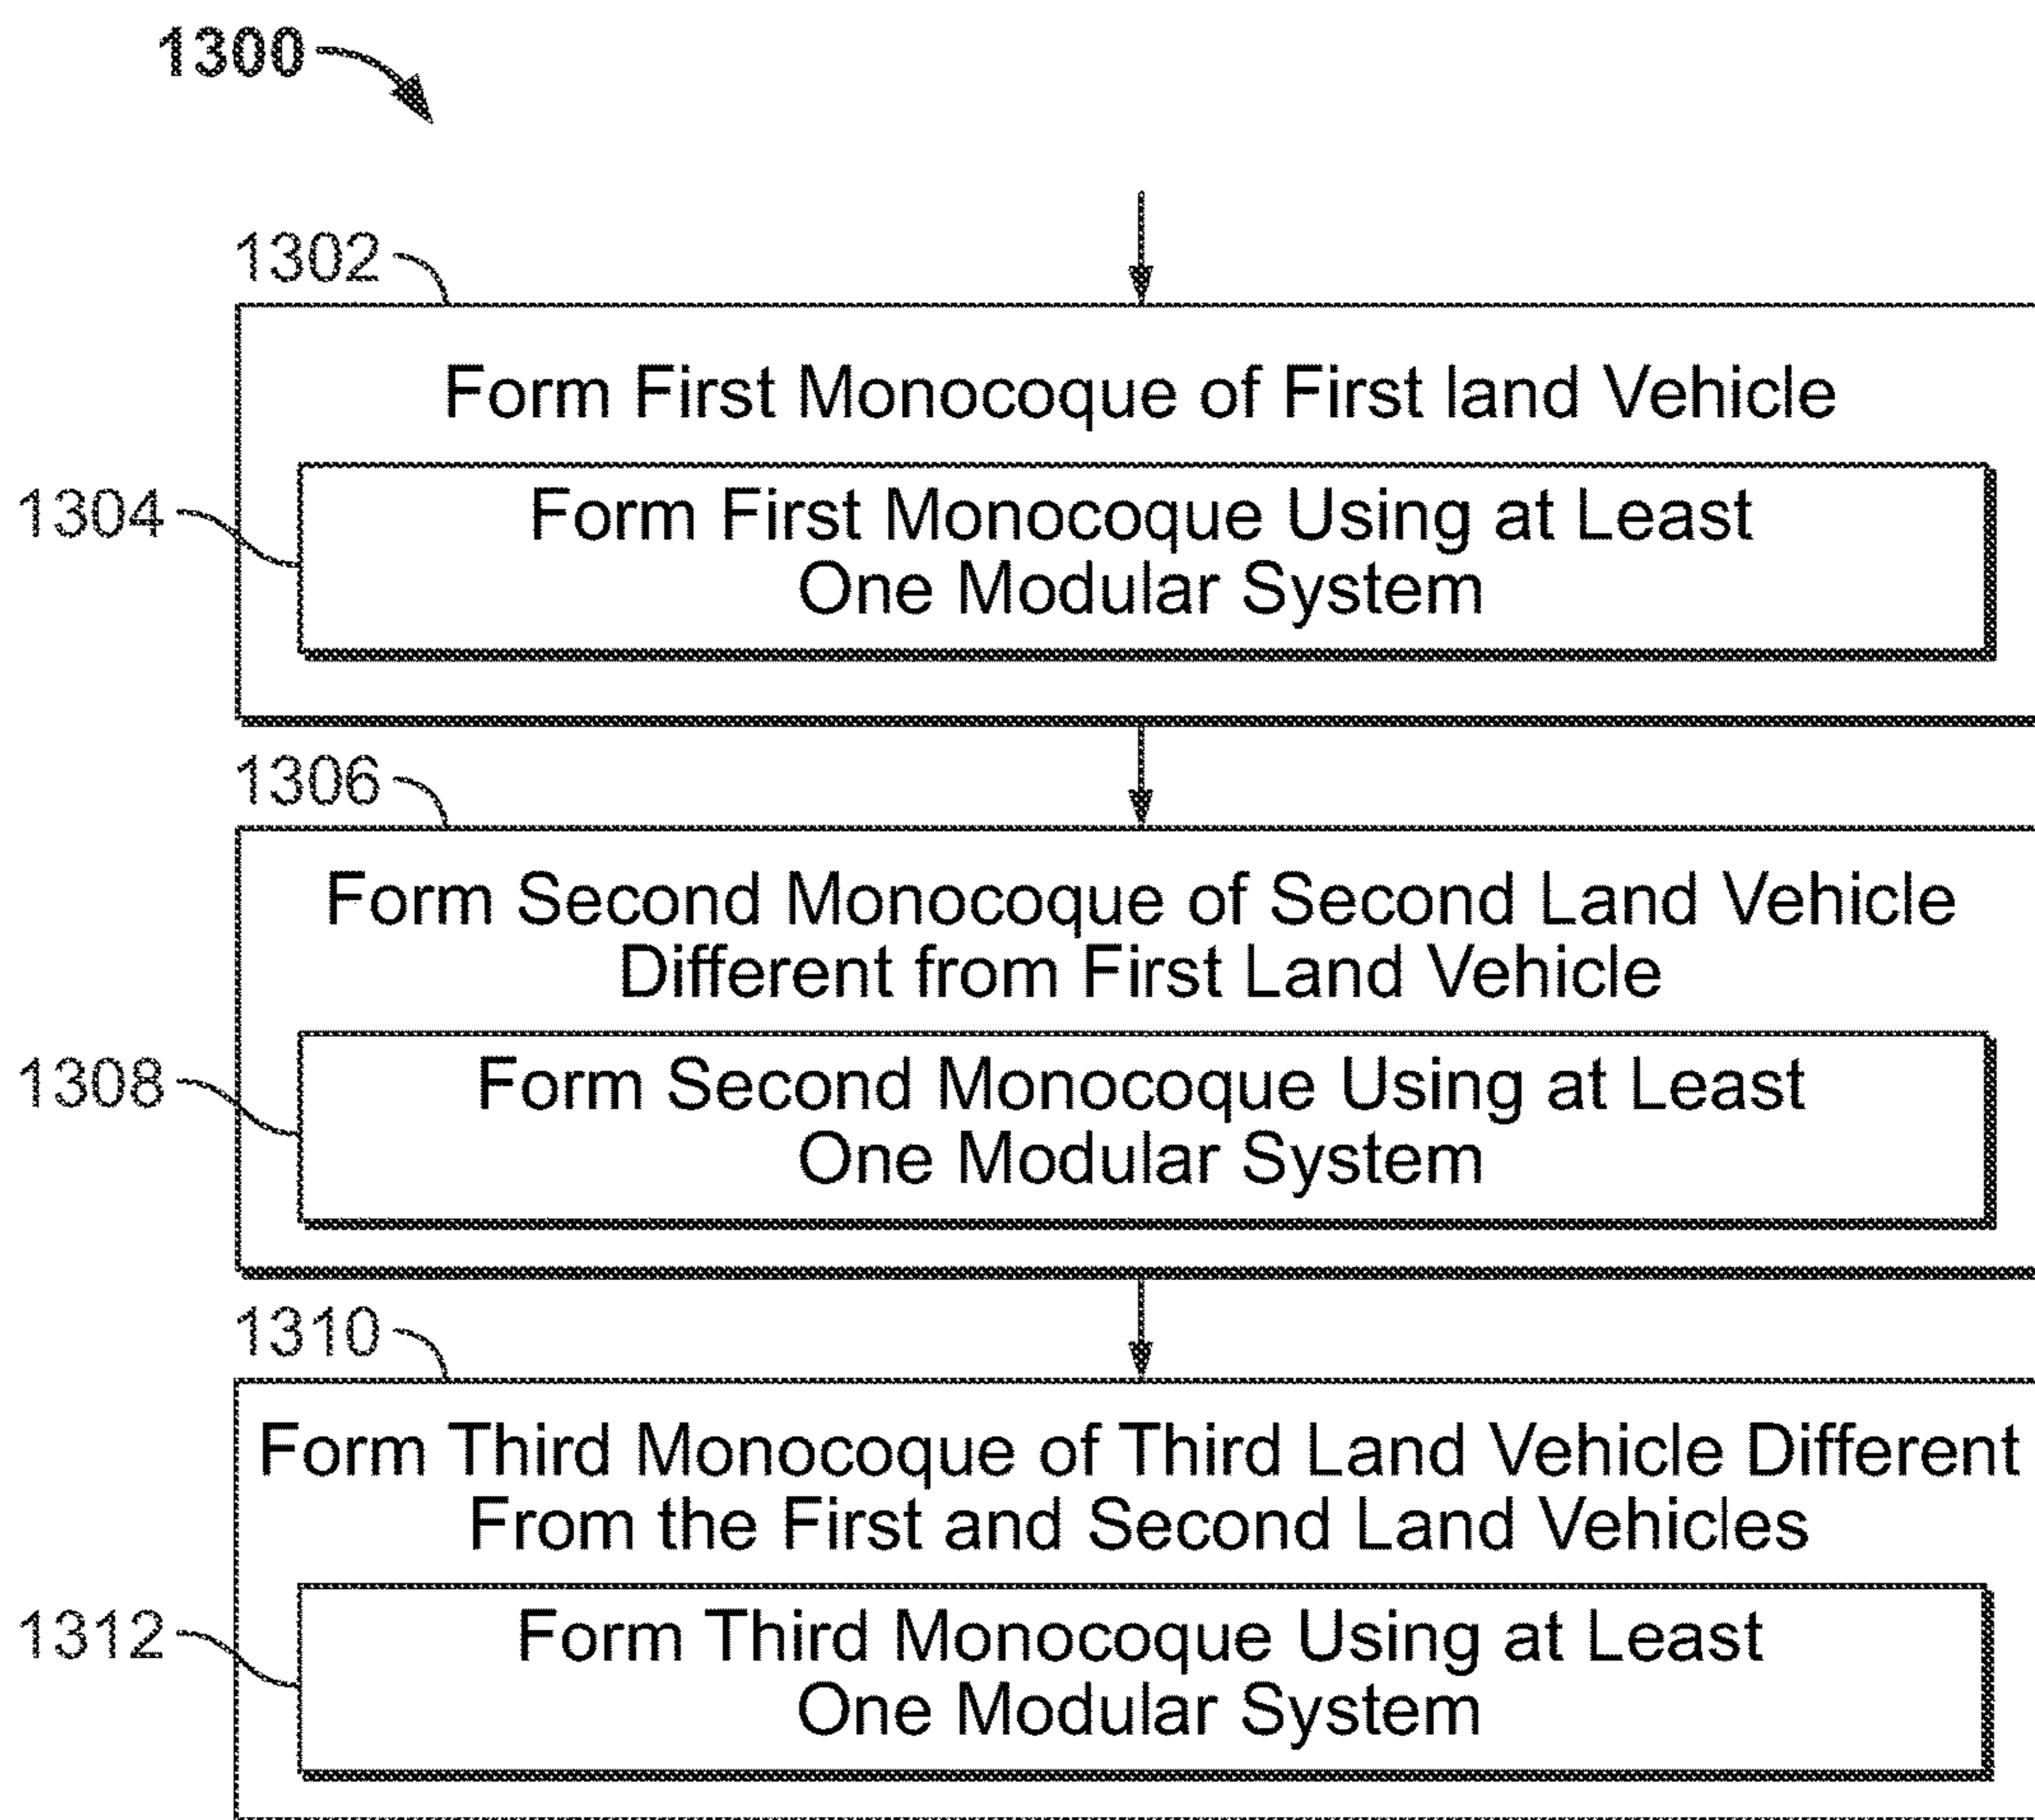 1300
1302
Form First Monocoque of First land Vehicle
1304
Form First Monocoque Using at Least
One Modular System
1306
Form Second Monocoque of Second Land Vehicle
Different from First Land Vehicle
1308
Form Second Monocoque Using at Least
One Modular System
1310
Form Third Monocoque of Third Land Vehicle Different
From the First and Second Land Vehicles
1312
Form Third Monocoque Using at Least
One Modular System